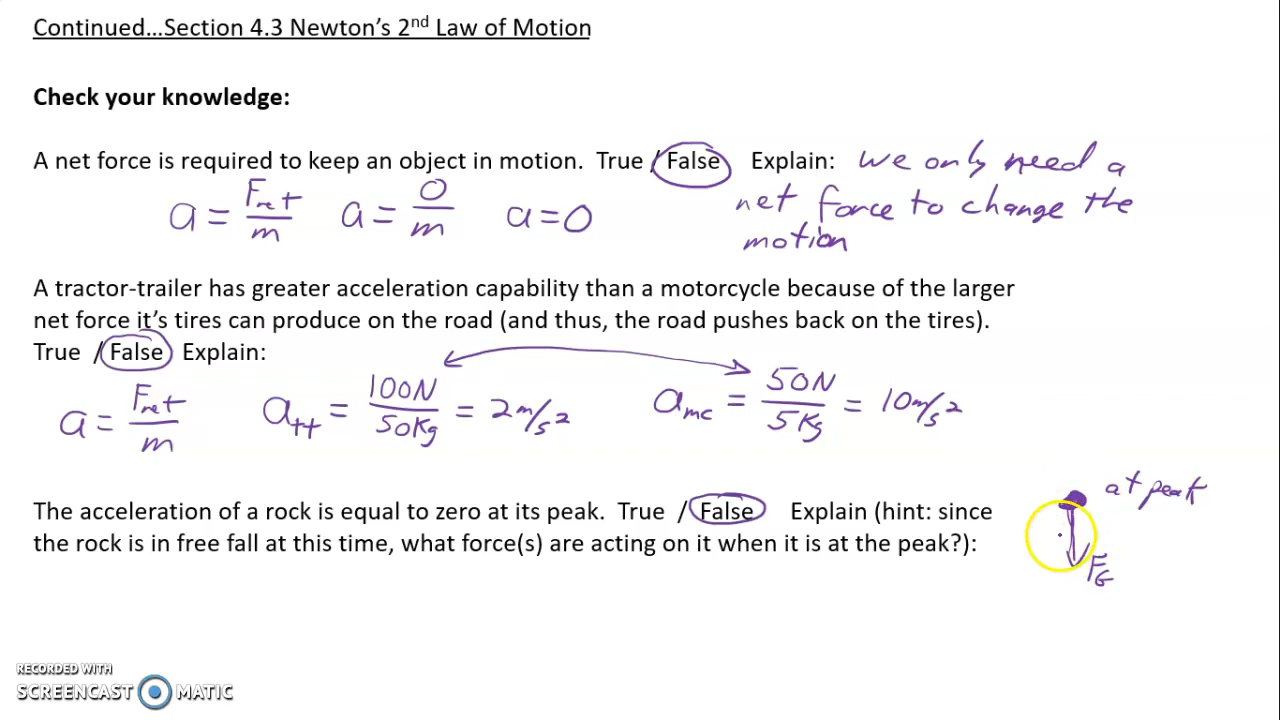 Continued...Section 4.3 Newton's 2nd Law of Motion
Check your knowledge:
A net force is required to keep an object in motion. True / False Explain: we only need a
a = Fnet/m a = 0/m a = 0 net force to change the
motion
A tractor-trailer has greater acceleration capability than a motorcycle because of the larger
net force it's tires can produce on the road (and thus, the road pushes back on the tires).
True / False Explain:
a = Fnet/m att = 100N/50Kg = 2m/s2 amc = 50N/5Kg = 10m/s2
at peak
The acceleration of a rock is equal to zero at its peak. True / False Explain (hint: since
the rock is in free fall at this time, what force(s) are acting on it when it is at the peak?):
FG
RECORDED WITH
SCREENCAST MATIC